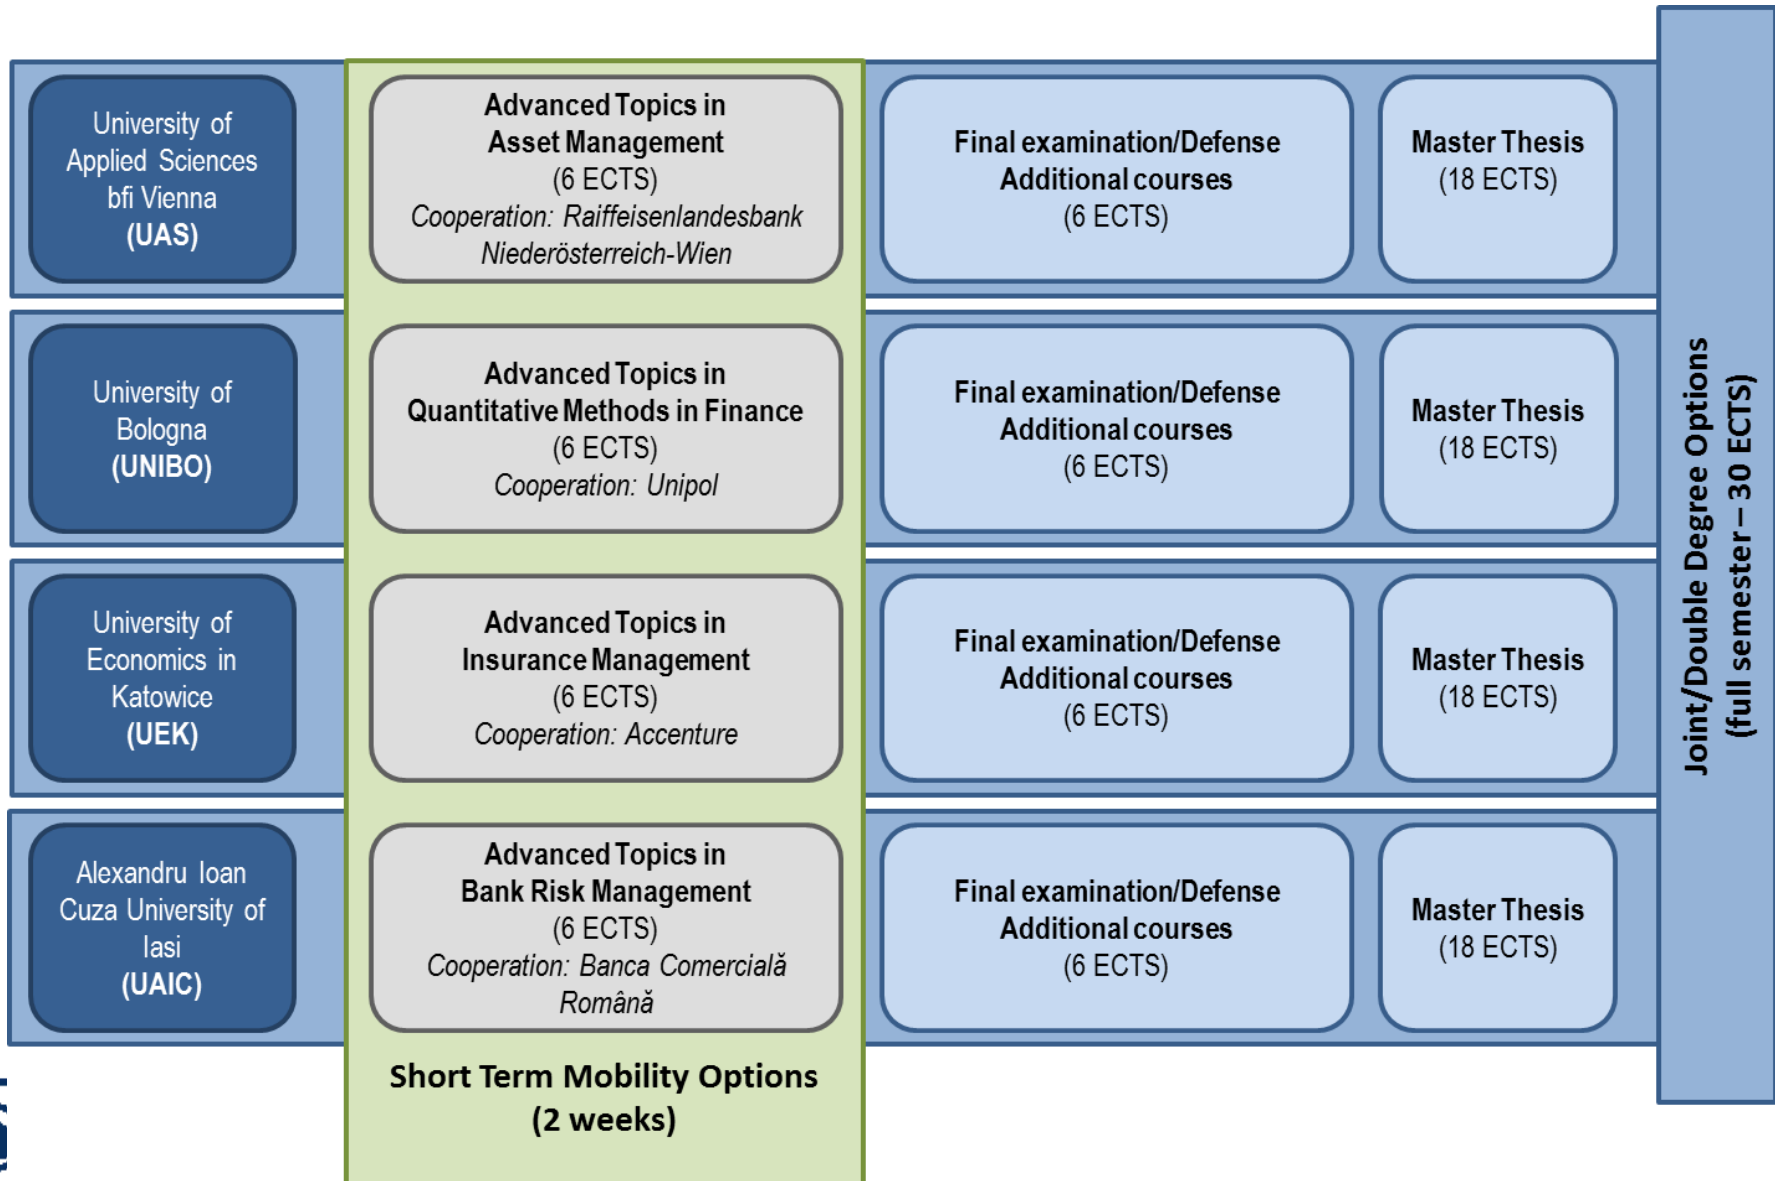 University of
Applied Sciences
bfi Vienna
(UAS)
Advanced Topics in
Asset Management
(6 ECTS)
Cooperation: Raiffeisenlandesbank
Niederösterreich-Wien
Final examination/Defense
Additional courses
(6 ECTS)
Master Thesis
(18 ECTS)
University of
Bologna
(UNIBO)
Advanced Topics in
Quantitative Methods in Finance
(6 ECTS)
Cooperation: Unipol
Final examination/Defense
Additional courses
(6 ECTS)
Master Thesis
(18 ECTS)
University of
Economics in
Katowice
(UEK)
Advanced Topics in
Insurance Management
(6 ECTS)
Cooperation: Accenture
Final examination/Defense
Additional courses
(6 ECTS)
Master Thesis
(18 ECTS)
Alexandru Ioan
Cuza University of
Iasi
(UAIC)
Advanced Topics in
Bank Risk Management
(6 ECTS)
Cooperation: Banca Comercială
Română
Final examination/Defense
Additional courses
(6 ECTS)
Master Thesis
(18 ECTS)
Short Term Mobility Options
(2 weeks)
Joint/Double Degree Options
(full semester – 30 ECTS)